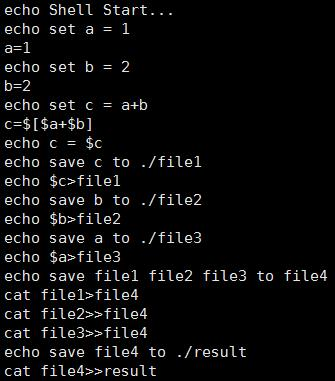 echo Shell Start...
echo set a = 1
a=1
echo set b = 2
b=2
echo set c = a+b
c=$[$a+$b]
echo c = $c
echo save c to ./file1
echo $c>file1
echo save b to ./file2
echo $b>file2
echo save a to ./file3
echo $a>file3
echo save file1 file2 file3 to file4
cat file1>file4
cat file2>>file4
cat file3>>file4
echo save file4 to ./result
cat file4>>result